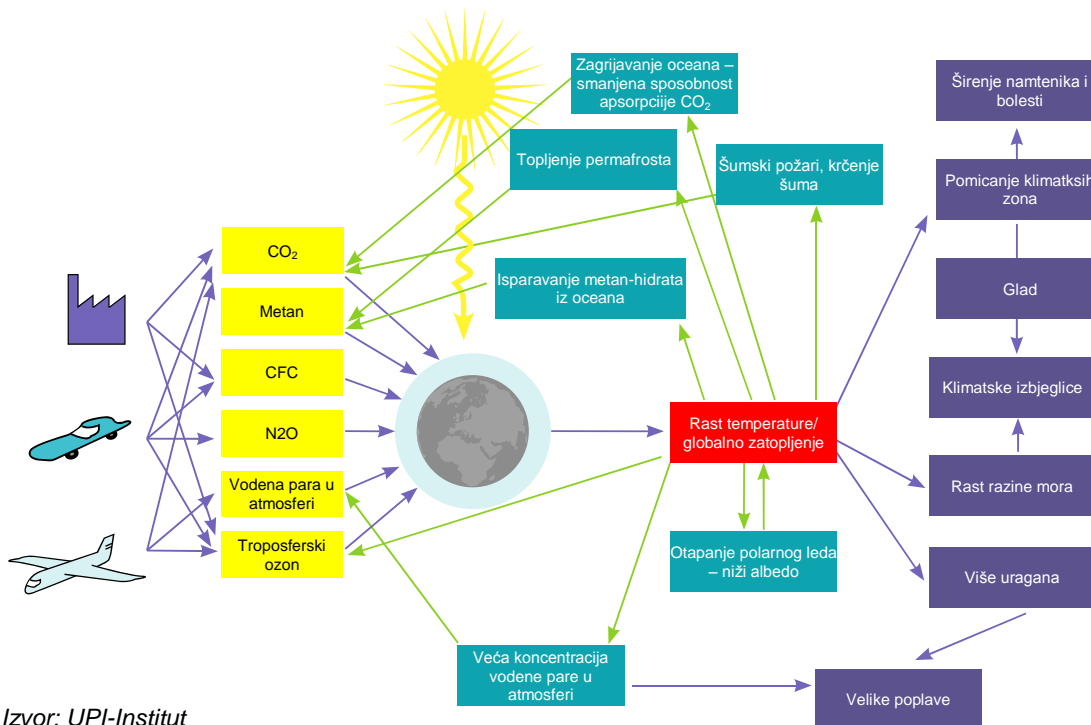 Zagrijavanje oceana –
smanjena sposobnost
apsorpciije CO₂
Širenje namtenika i
bolesti
Topljenje permafrosta
Šumski požari, krčenje
šuma
Pomicanje klimatksih
zona
CO₂
Isparavanje metan-hidrata
iz oceana
Glad
Metan
CFC
Klimatske izbjeglice
N2O
Rast temperature/
globalno zatopljenje
Vodena para u
atmosferi
Rast razine mora
Troposferski
ozon
Otapanje polarnog leda
– niži albedo
Više uragana
Veća koncentracija
vodene pare u
atmosferi
Velike poplave
Izvor: UPI-Institut